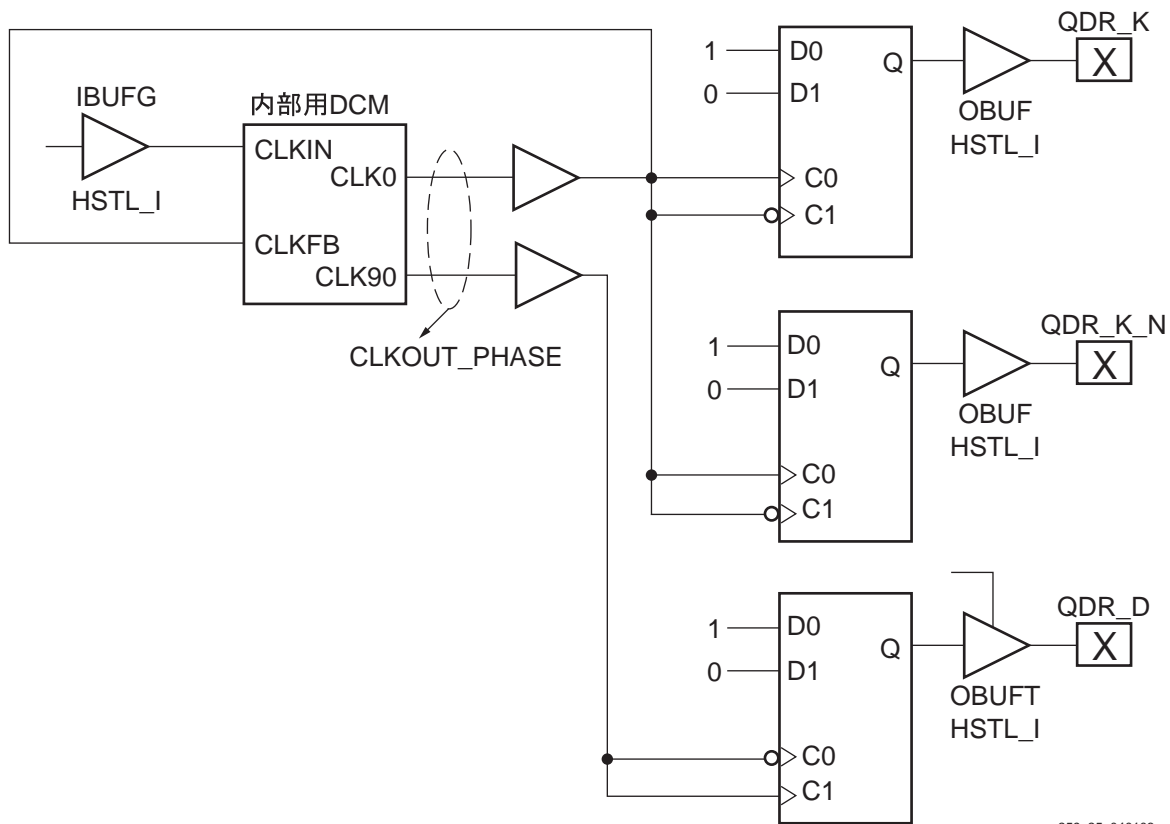 IBUFG
HSTL_I
内部用DCM
CLKIN
CLK0
CLKFB
CLK90
CLKOUT_PHASE
1
D0
0
D1
Q
C0
C1
OBUF
HSTL_I
QDR_K
X
1
D0
0
D1
Q
C0
C1
OBUF
HSTL_I
QDR_K_N
X
1
D0
0
D1
Q
C0
C1
OBUFT
HSTL_I
QDR_D
X